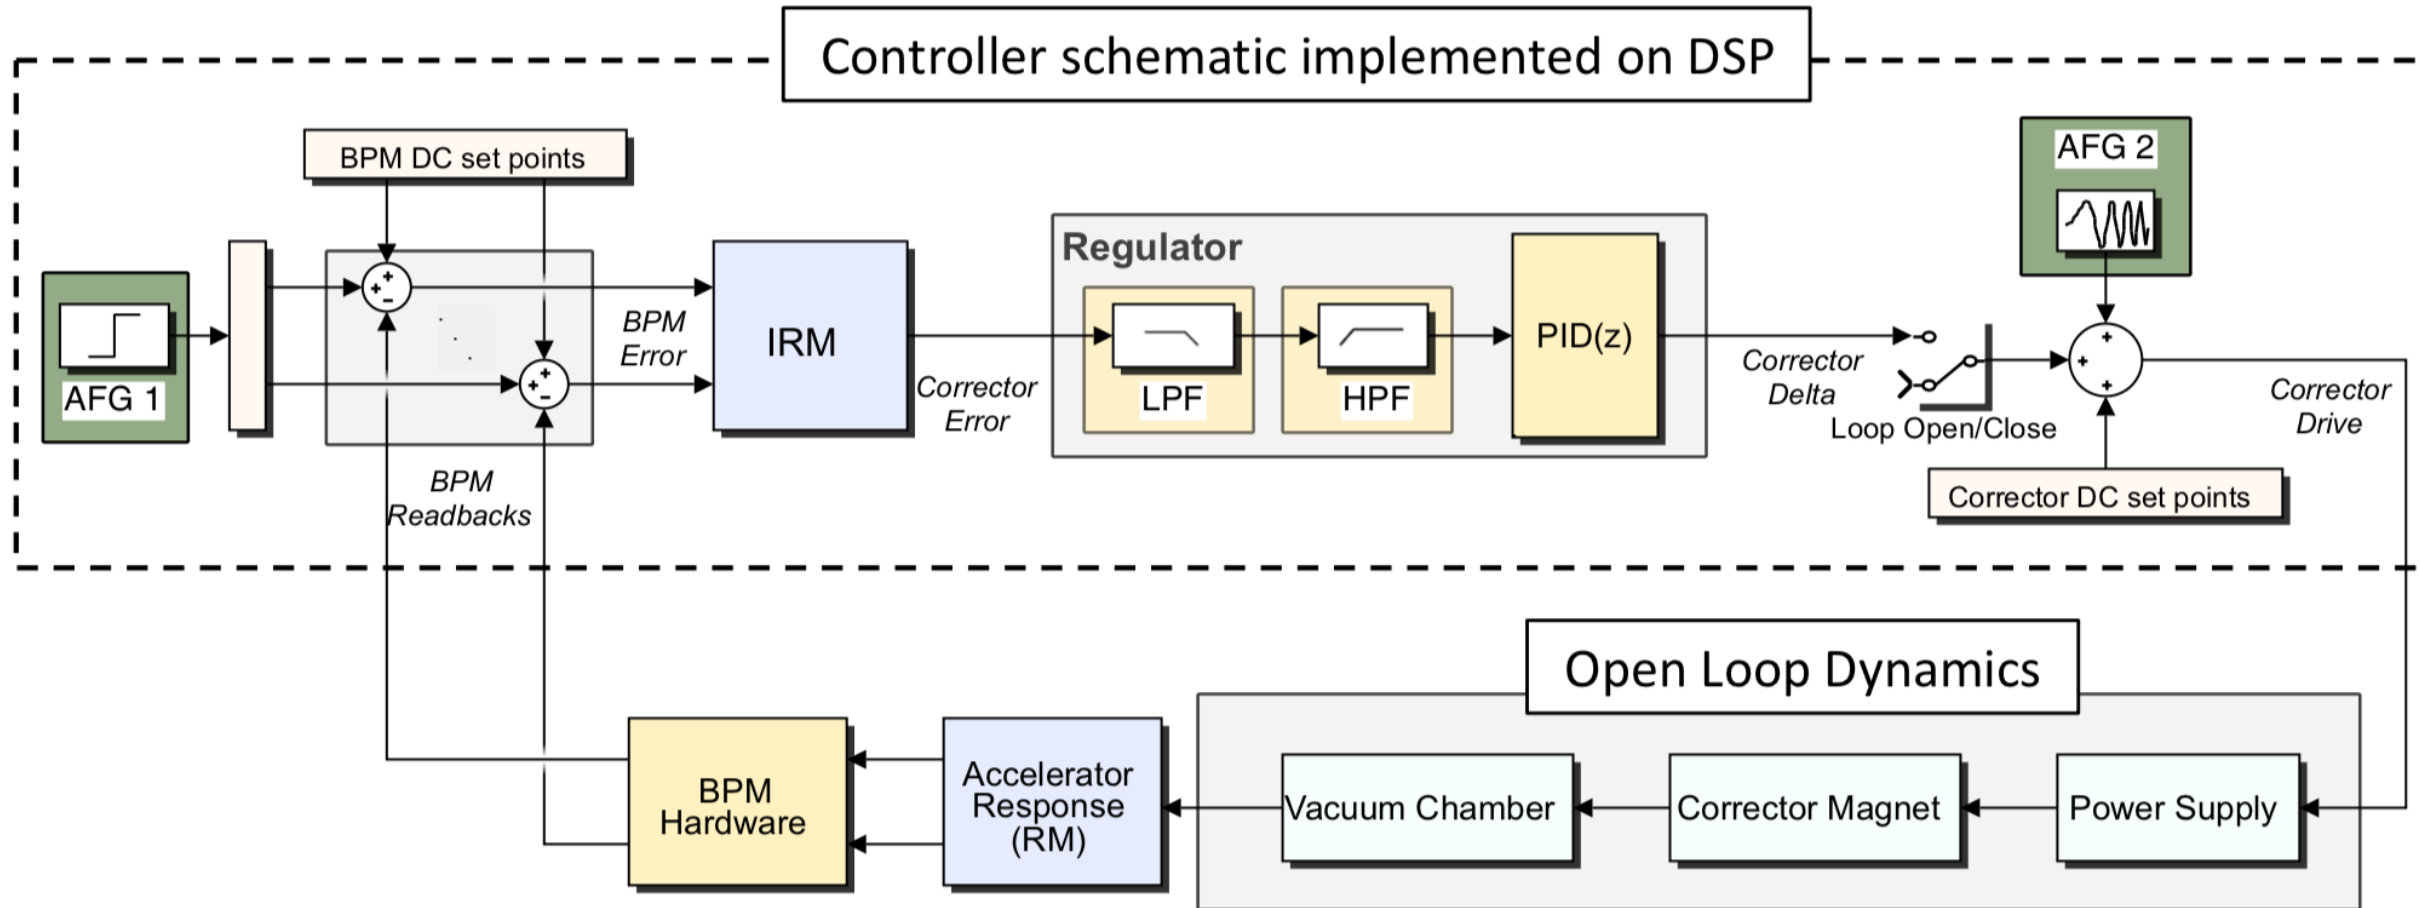 Controller schematic implemented on DSP
BPM DC set points
AFG 1
+
+
−
+
+
−
BPM
Error
BPM
Readbacks
IRM
Corrector
Error
Regulator
LPF
HPF
PID(z)
Corrector
Delta
Loop Open/Close
AFG 2
+
+
+
Corrector DC set points
Corrector
Drive
Open Loop Dynamics
BPM
Hardware
Accelerator
Response
(RM)
Vacuum Chamber
Corrector Magnet
Power Supply